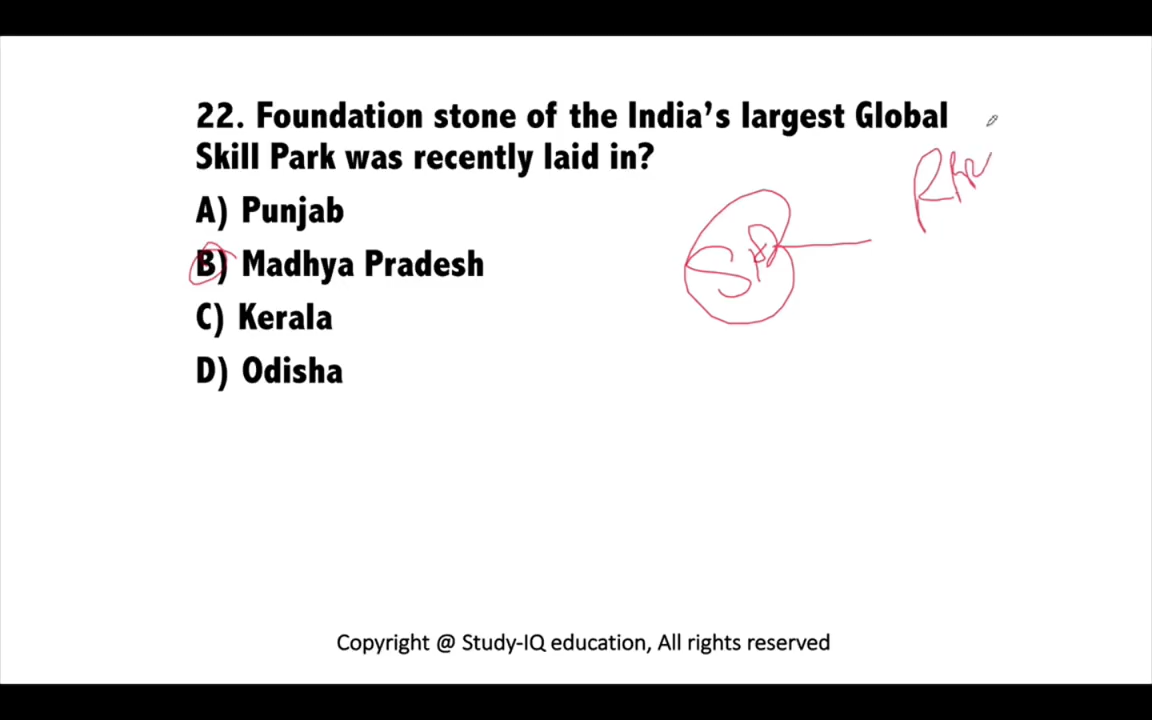 22. Foundation stone of the India’s largest Global
Skill Park was recently laid in?
A) Punjab
B) Madhya Pradesh
C) Kerala
D) Odisha
Copyright @ Study-IQ education, All rights reserved